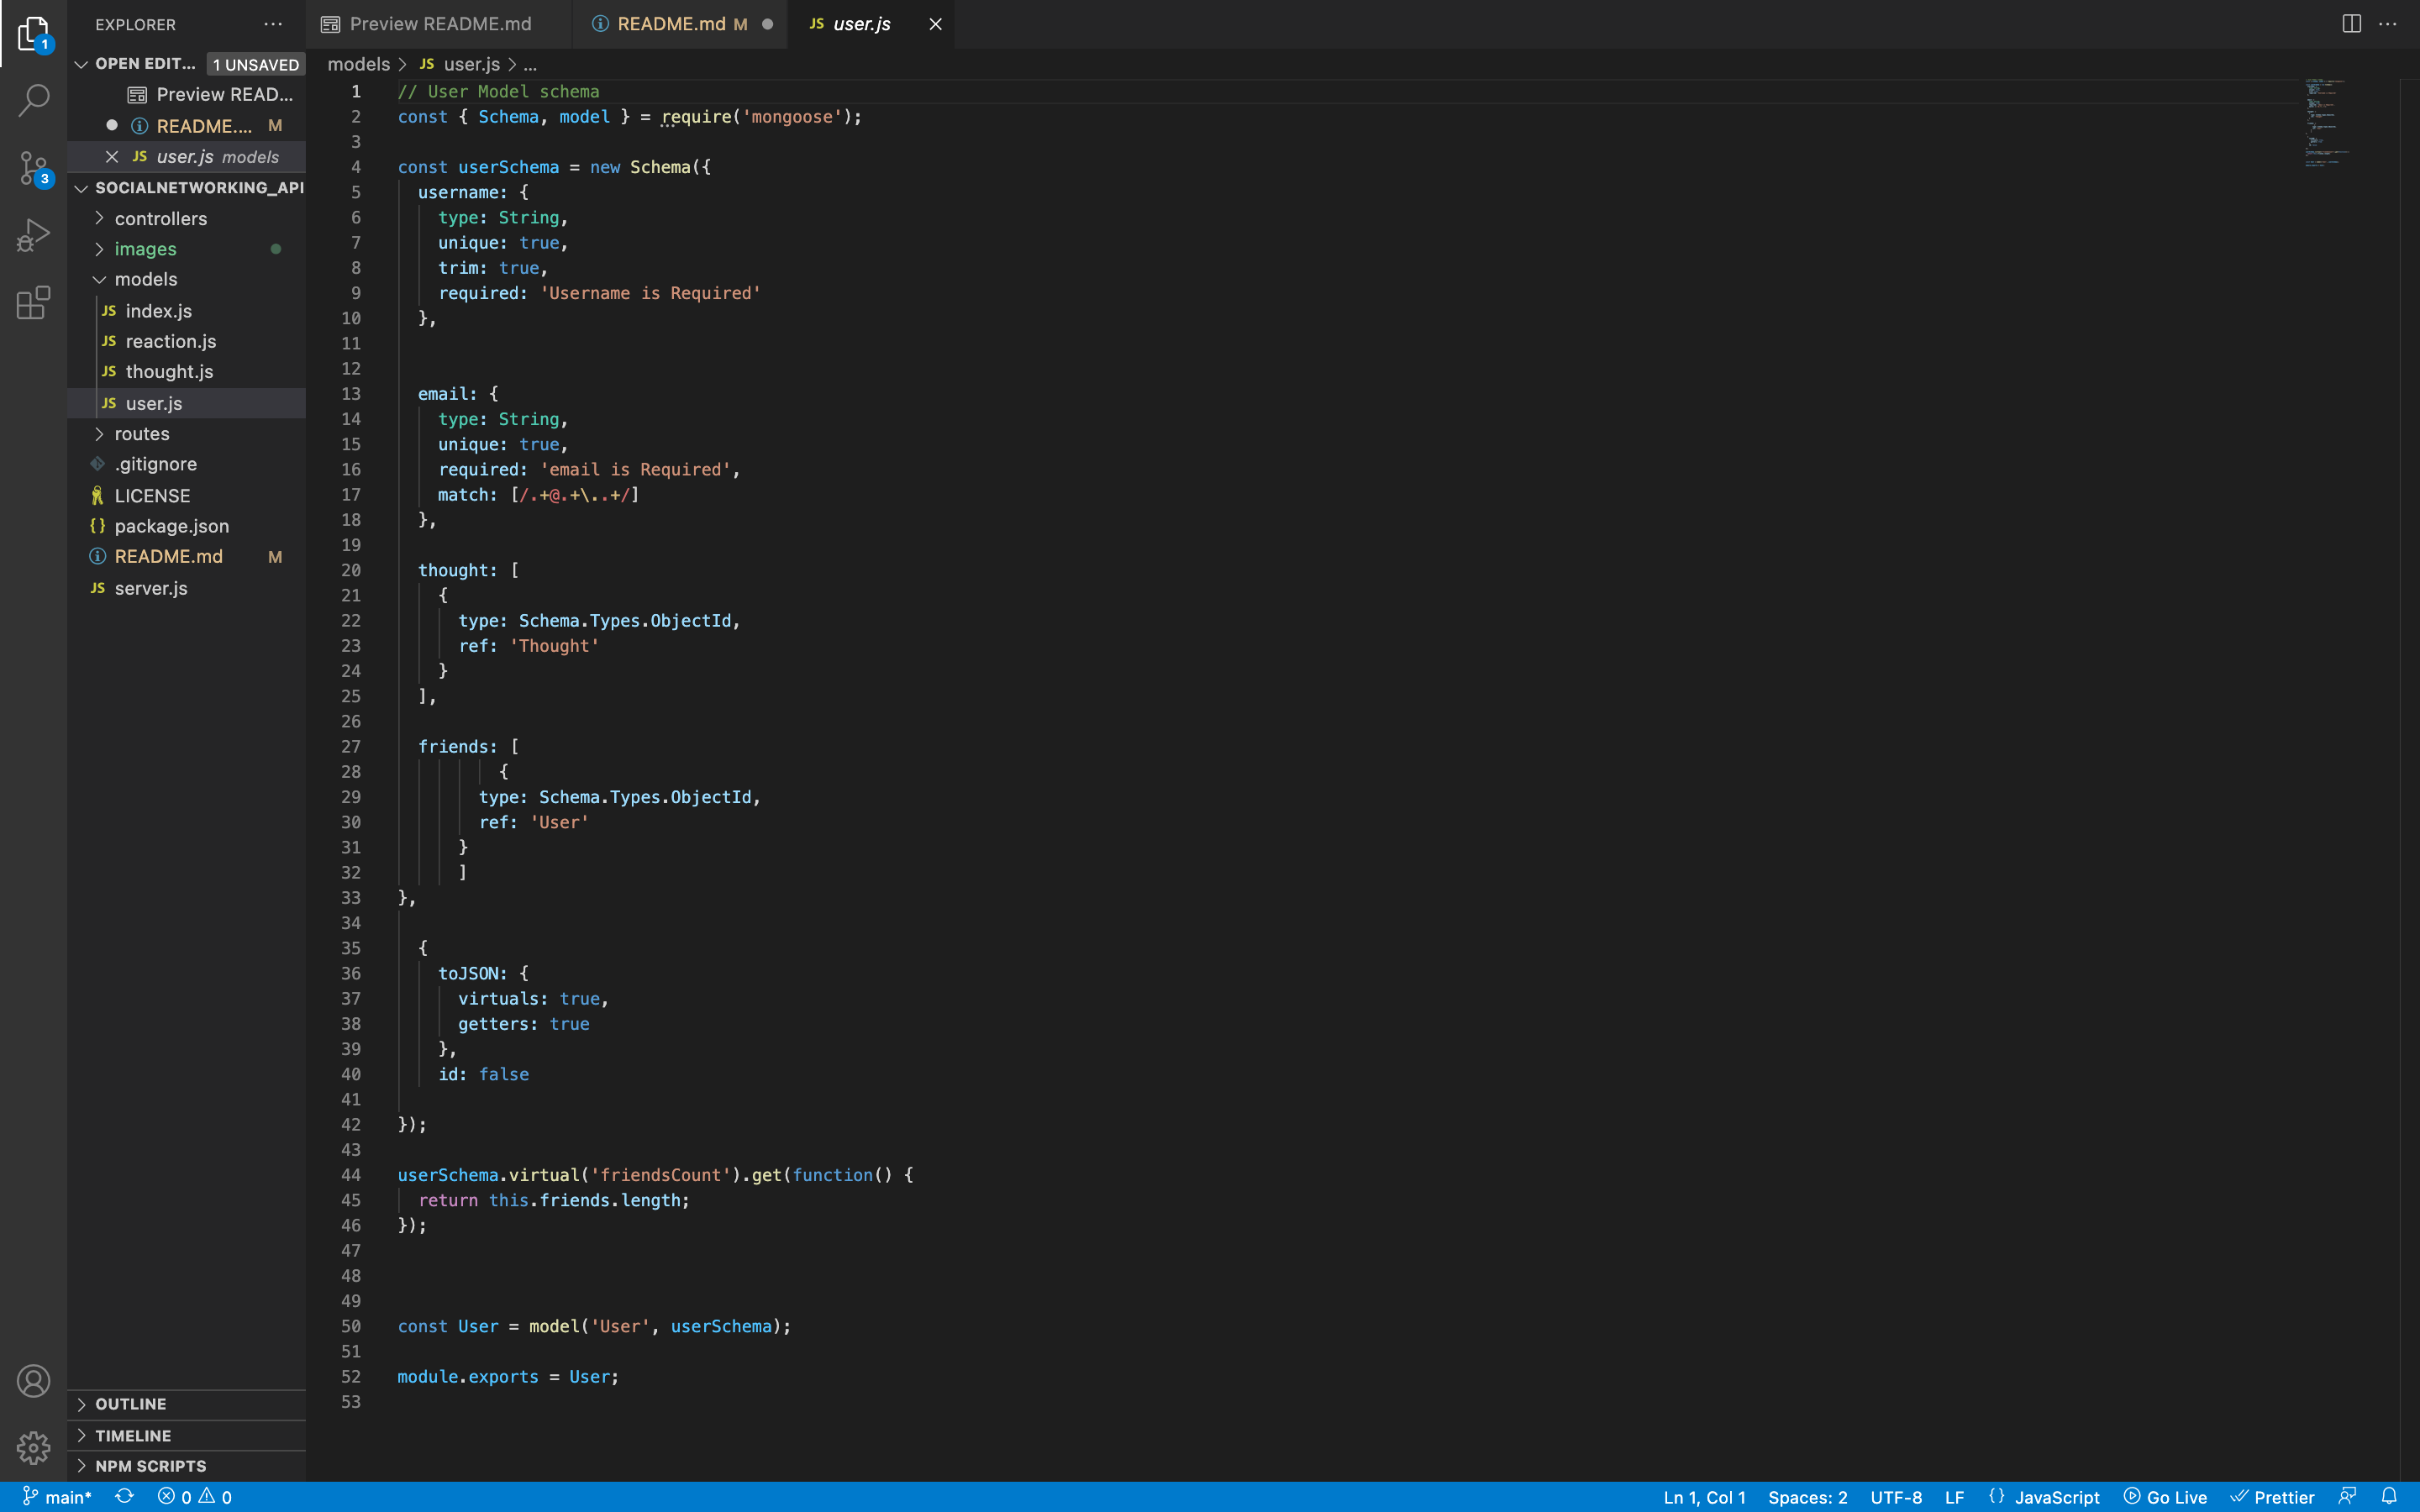 EXPLORER
OPEN EDIT... 1 UNSAVED
Preview READ...
README.... M
user.js models
SOCIALNETWORKING_API
controllers
images
models
JS index.js
JS reaction.js
JS thought.js
JS user.js
routes
.gitignore
LICENSE
{} package.json
README.md M
JS server.js
OUTLINE
TIMELINE
NPM SCRIPTS
1
3
Preview README.md
README.md M
JS user.js
models > JS user.js > ...
1 // User Model schema
2 const { Schema, model } = require('mongoose');
3
4 const userSchema = new Schema({
5 username: {
6 type: String,
7 unique: true,
8 trim: true,
9 required: 'Username is Required'
10 },
11
12
13 email: {
14 type: String,
15 unique: true,
16 required: 'email is Required',
17 match: [/.+@.+\..+/]
18 },
19
20 thought: [
21 {
22 type: Schema.Types.ObjectId,
23 ref: 'Thought'
24 }
25 ],
26
27 friends: [
28 {
29 type: Schema.Types.ObjectId,
30 ref: 'User'
31 }
32 ]
33 },
34
35 {
36 toJSON: {
37 virtuals: true,
38 getters: true
39 },
40 id: false
41
42 });
43
44 userSchema.virtual('friendsCount').get(function() {
45 return this.friends.length;
46 });
47
48
49
50 const User = model('User', userSchema);
51
52 module.exports = User;
53
main* 0 0 Ln 1, Col 1 Spaces: 2 UTF-8 LF {} JavaScript Go Live Prettier